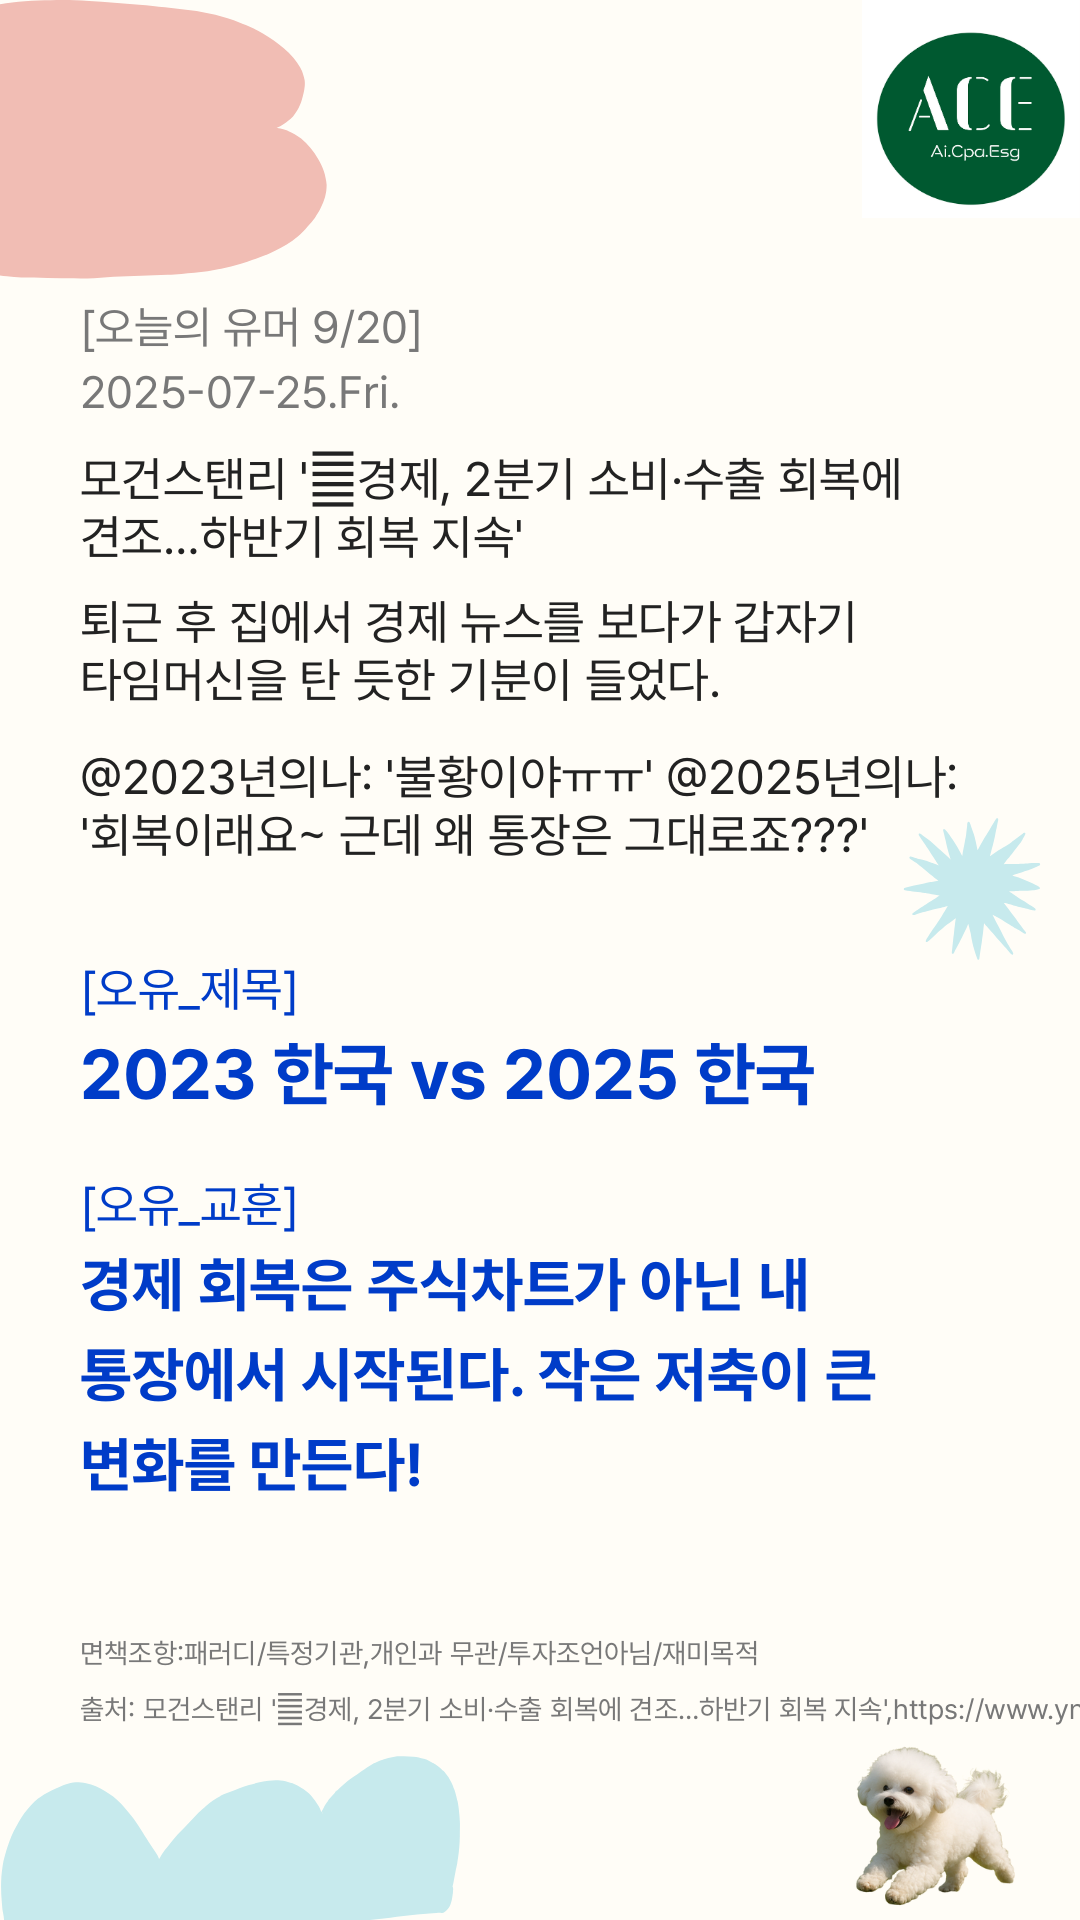 ACE
Ai.Cpa.Esg
[오늘의 유머 9/20]
2025-07-25.Fri.
모건스탠리 '䷀경제, 2분기 소비·수출 회복에
견조...하반기 회복 지속'
퇴근 후 집에서 경제 뉴스를 보다가 갑자기
타임머신을 탄 듯한 기분이 들었다.
@2023년의나: '불황이야ㅠㅠ' @2025년의나:
'회복이래요~ 근데 왜 통장은 그대로죠???'
[오유_제목]
2023 한국 vs 2025 한국
[오유_교훈]
경제 회복은 주식차트가 아닌 내
통장에서 시작된다. 작은 저축이 큰
변화를 만든다!
면책조항:패러디/특정기관,개인과 무관/투자조언아님/재미목적
출처: 모건스탠리 '䷀경제, 2분기 소비·수출 회복에 견조...하반기 회복 지속',https://www.yn